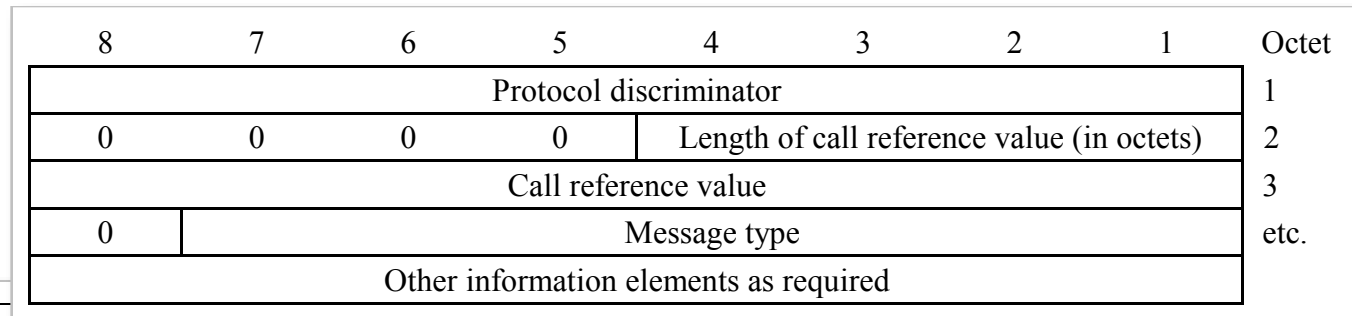 8 7 6 5 4 3 2 1 Octet
Protocol discriminator 1
0 0 0 0 Length of call reference value (in octets) 2
Call reference value 3
0 Message type etc.
Other information elements as required